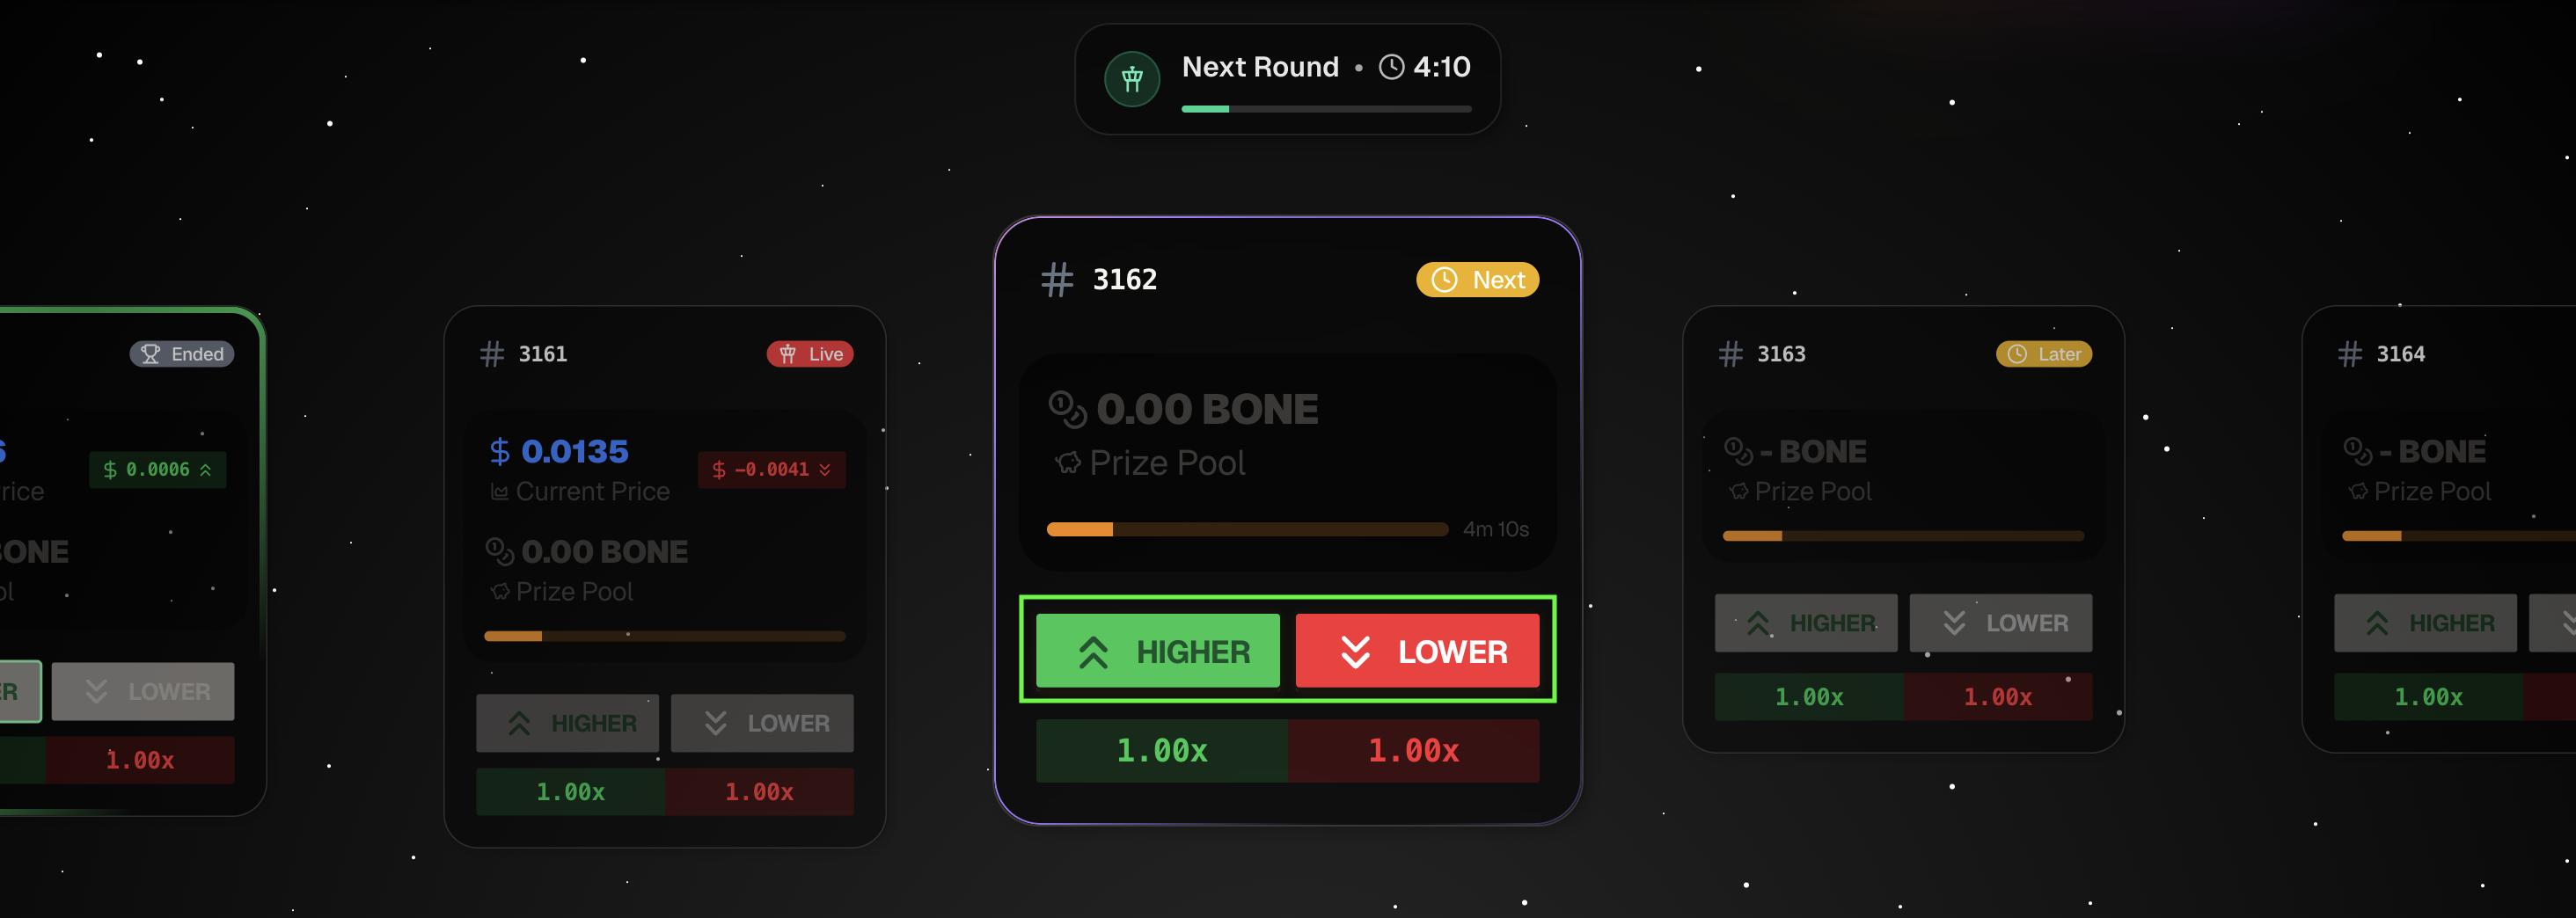 Next Round • 4:10
Ended
$ 0.0006
rice
BONE
ol
ER LOWER
1.00x
# 3161 Live
$ 0.0135
Current Price
$ −0.0041
0.00 BONE
Prize Pool
HIGHER LOWER
1.00x 1.00x
# 3162 Next
0.00 BONE
Prize Pool
4m 10s
HIGHER LOWER
1.00x 1.00x
# 3163 Later
- BONE
Prize Pool
HIGHER LOWER
1.00x 1.00x
# 3164
- BONE
Prize Pool
HIGHER
1.00x